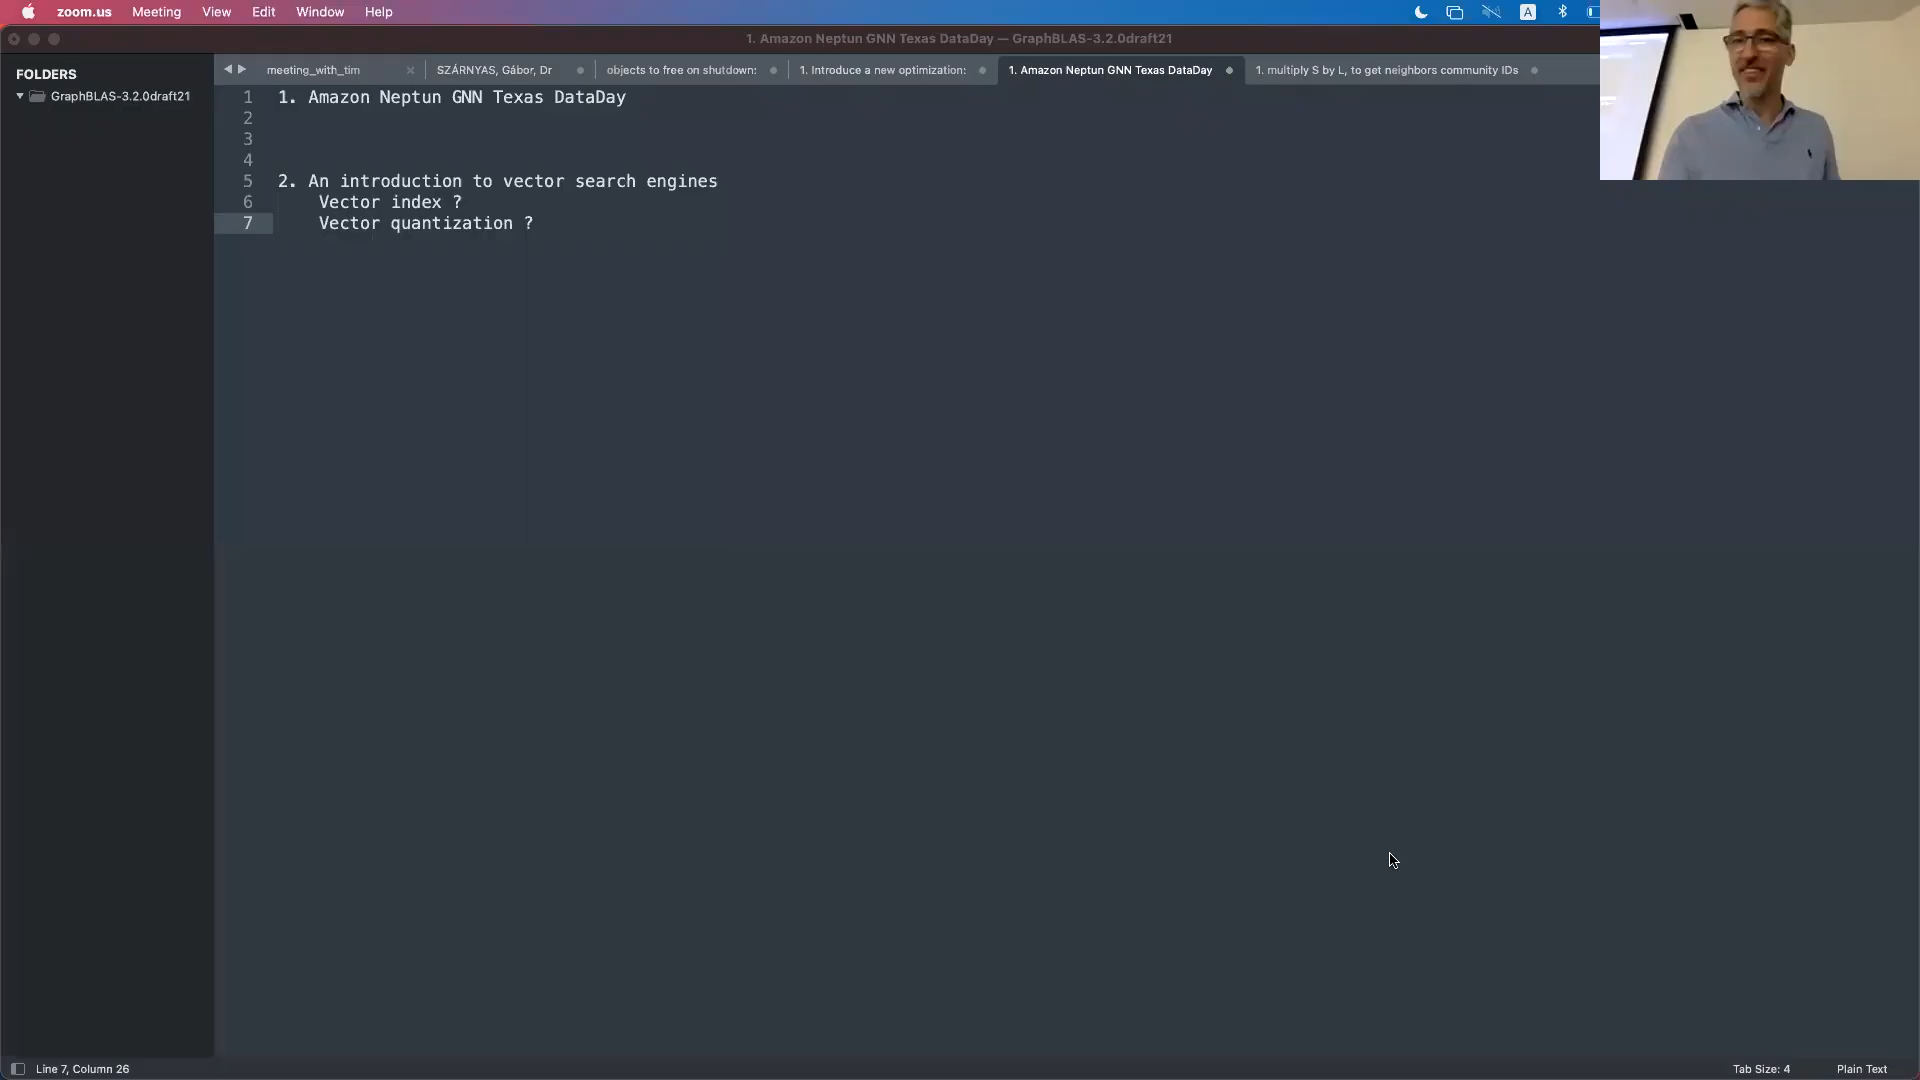 zoom.us Meeting View Edit Window Help A
1. Amazon Neptun GNN Texas DataDay — GraphBLAS-3.2.0draft21
FOLDERS
GraphBLAS-3.2.0draft21
meeting_with_tim
SZÁRNYAS, Gábor, Dr
objects to free on shutdown:
1. Introduce a new optimization:
1. Amazon Neptun GNN Texas DataDay
1. multiply S by L, to get neighbors community IDs
1 1. Amazon Neptun GNN Texas DataDay
2
3
4
5 2. An introduction to vector search engines
6 Vector index ?
7 Vector quantization ?
Line 7, Column 26
Tab Size: 4
Plain Text